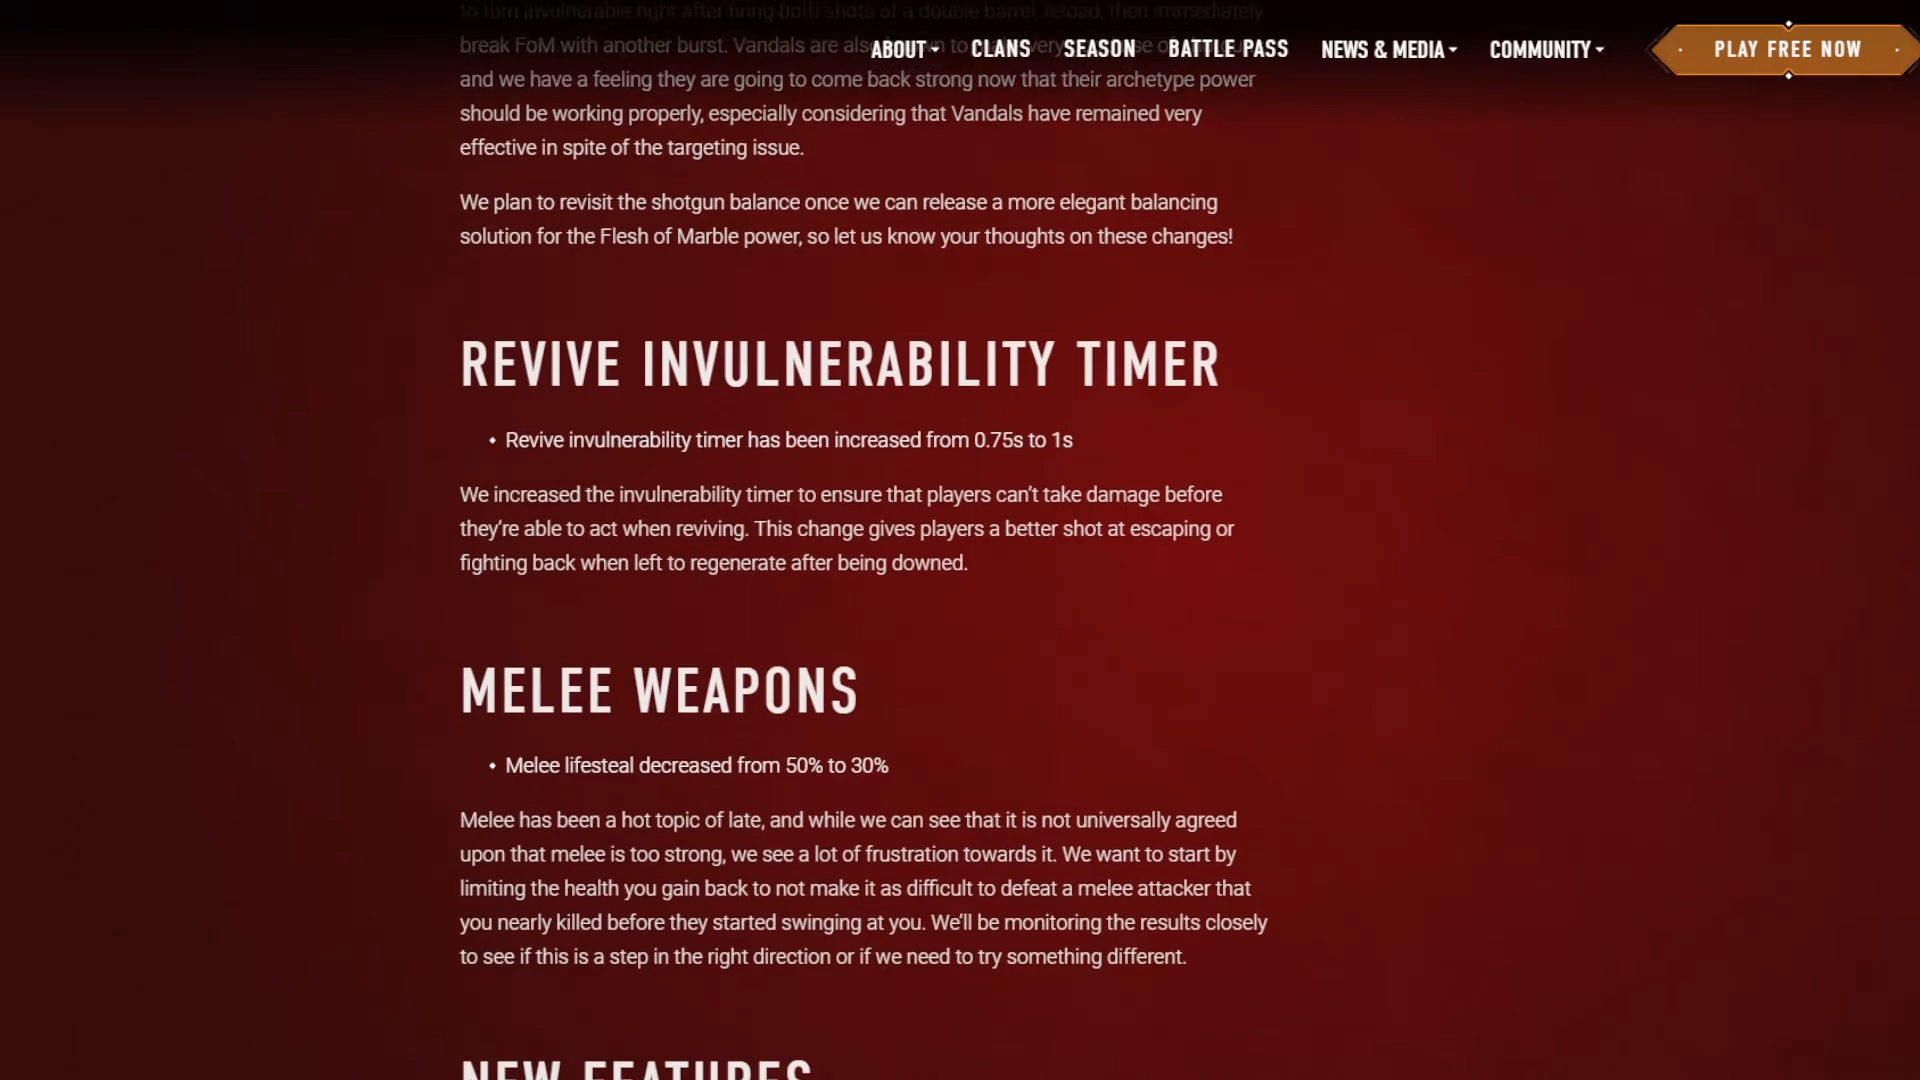 to turn invulnerable right after firing both shots of a double barrel, reload, then immediately
break FoM with another burst. Vandals are
and we have a feeling they are going to come back strong now that their archetype power
should be working properly, especially considering that Vandals have remained very
effective in spite of the targeting issue.
ABOUT
CLANS
SEASON
BATTLE PASS
NEWS & MEDIA
COMMUNITY
PLAY FREE NOW
We plan to revisit the shotgun balance once we can release a more elegant balancing
solution for the Flesh of Marble power, so let us know your thoughts on these changes!
REVIVE INVULNERABILITY TIMER
• Revive invulnerability timer has been increased from 0.75s to 1s
We increased the invulnerability timer to ensure that players can’t take damage before
they’re able to act when reviving. This change gives players a better shot at escaping or
fighting back when left to regenerate after being downed.
MELEE WEAPONS
• Melee lifesteal decreased from 50% to 30%
Melee has been a hot topic of late, and while we can see that it is not universally agreed
upon that melee is too strong, we see a lot of frustration towards it. We want to start by
limiting the health you gain back to not make it as difficult to defeat a melee attacker that
you nearly killed before they started swinging at you. We’ll be monitoring the results closely
to see if this is a step in the right direction or if we need to try something different.
NEW FEATURES